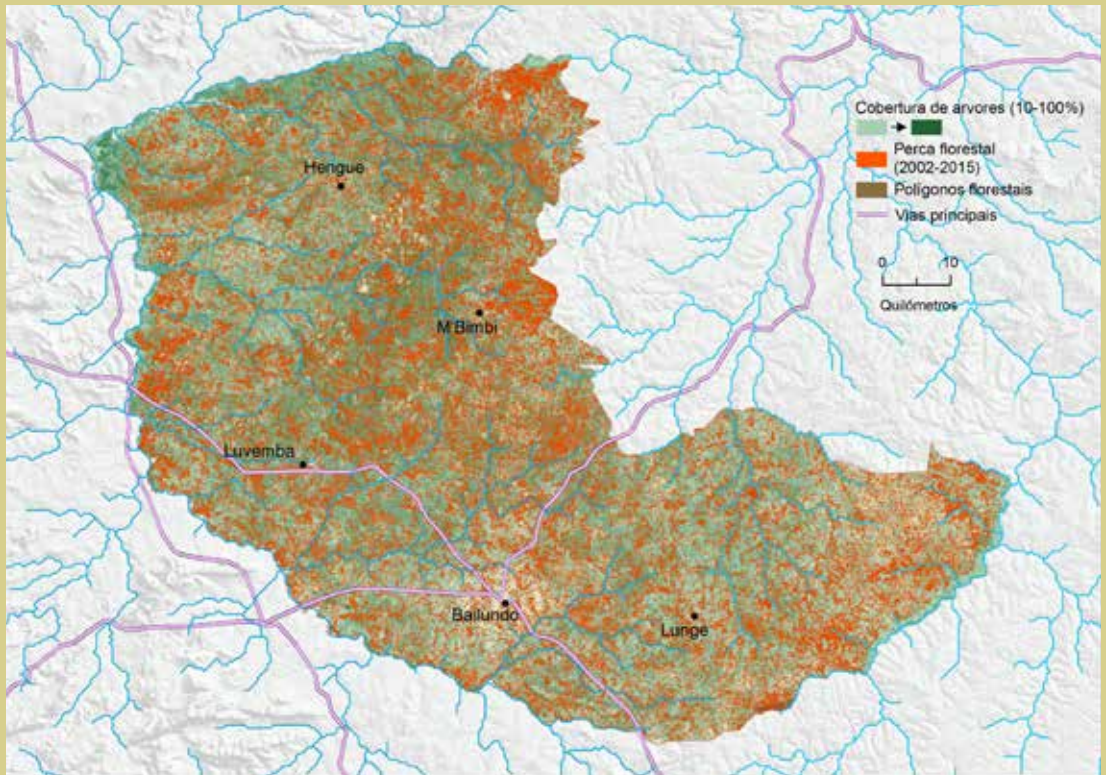 Cobertura de arvores (10-100%)
Perca florestal
(2002-2015)
Polígonos florestais
Vias principais
0 10
Quilómetros
Hengue
M'Bimbi
Luvemba
Bailundo
Lunge